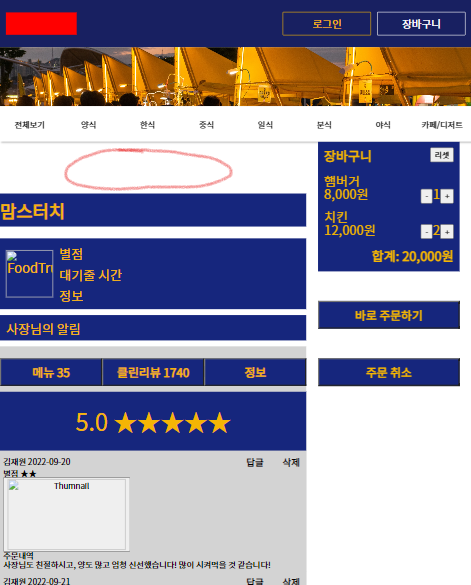 로그인
장바구니
전체보기
양식
한식
중식
일식
분식
야식
카페/디저트
장바구니
리셋
햄버거
8,000원
-
1
+
치킨
12,000원
-
2
+
합계: 20,000원
바로 주문하기
주문 취소
맘스터치
FoodTru
별점
대기줄 시간
정보
사장님의 알림
메뉴 35
클린리뷰 1740
정보
5.0 ★★★★★
김재원 2022-09-20
답글
삭제
별점 ★★
Thumnail
주문내역
사장님도 친절하시고, 양도 많고 엄청 신선했습니다! 많이 시켜먹을 것 같습니다!
김재원 2022-09-21
답글
삭제